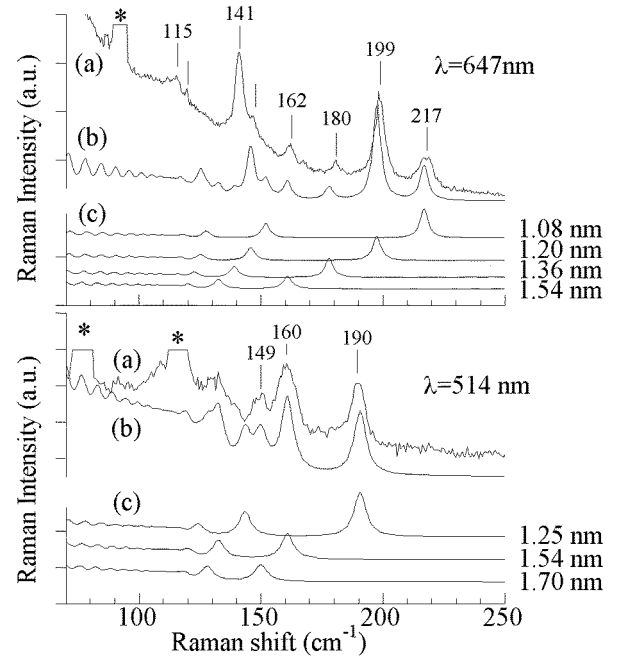 *
115
141
199
(a)
λ=647nm
162
180
217
(b)
(c)
1.08 nm
1.20 nm
1.36 nm
1.54 nm
Raman Intensity (a.u.)
*
*
(a)
149
160
190
λ=514 nm
(b)
(c)
1.25 nm
1.54 nm
1.70 nm
Raman Intensity (a.u.)
100 150 200 250
Raman shift (cm⁻¹)